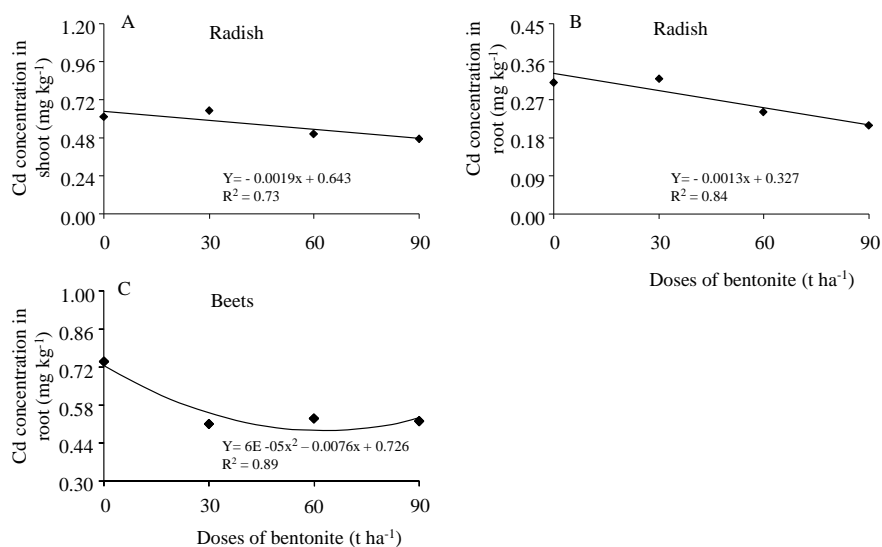 A
Radish
Cd concentration in
shoot (mg kg⁻¹)
1.20
0.96
0.72
0.48
0.24
0.00
Y= - 0.0019x + 0.643
R² = 0.73
0 30 60 90
B
Radish
Cd concentration in
root (mg kg⁻¹)
0.45
0.36
0.27
0.18
0.09
0.00
Y= - 0.0013x + 0.327
R² = 0.84
0 30 60 90
Doses of bentonite (t ha⁻¹)
C
Beets
Cd concentration in
root (mg kg⁻¹)
1.00
0.86
0.72
0.58
0.44
0.30
Y= 6E -05x² – 0.0076x + 0.726
R² = 0.89
0 30 60 90
Doses of bentonite (t ha⁻¹)